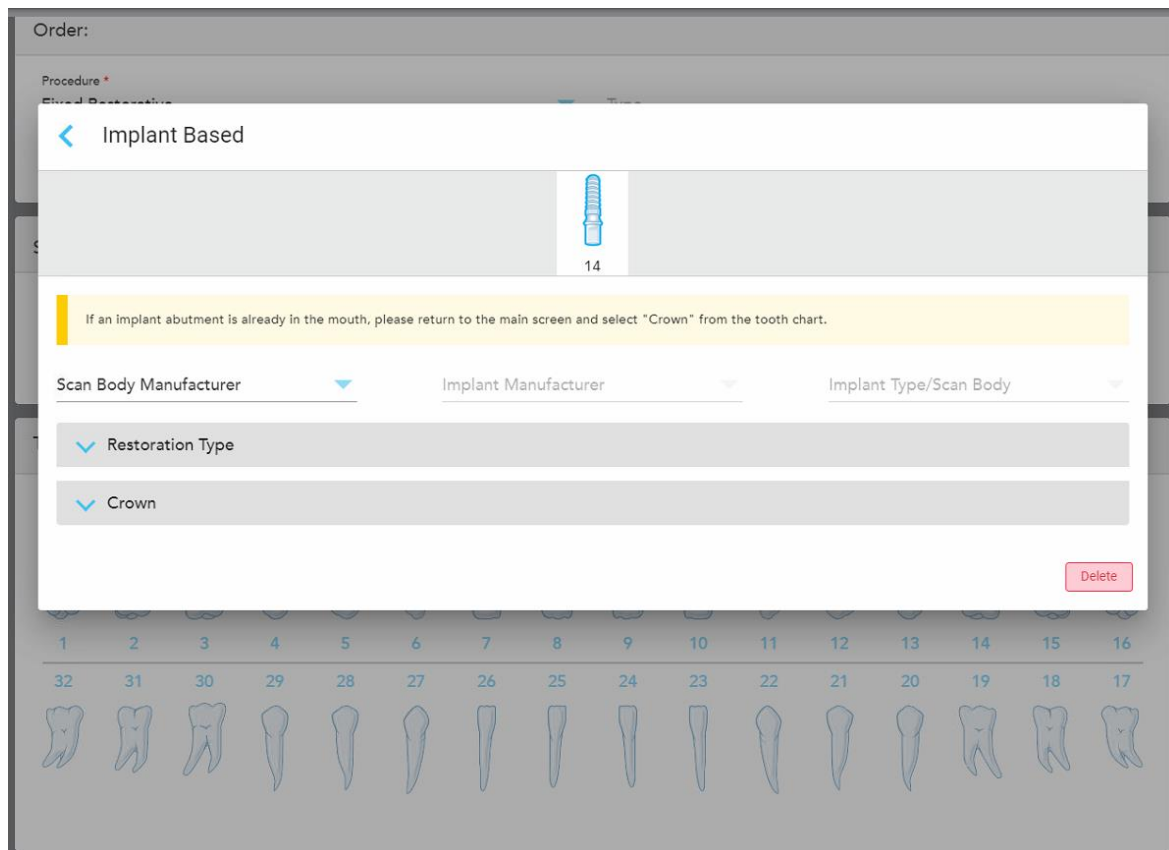 Order:
Procedure *
Fixed Restorative
Type
Implant Based
14
If an implant abutment is already in the mouth, please return to the main screen and select "Crown" from the tooth chart.
Scan Body Manufacturer Implant Manufacturer Implant Type/Scan Body
Restoration Type
Crown
Delete
1 2 3 4 5 6 7 8 9 10 11 12 13 14 15 16
32 31 30 29 28 27 26 25 24 23 22 21 20 19 18 17